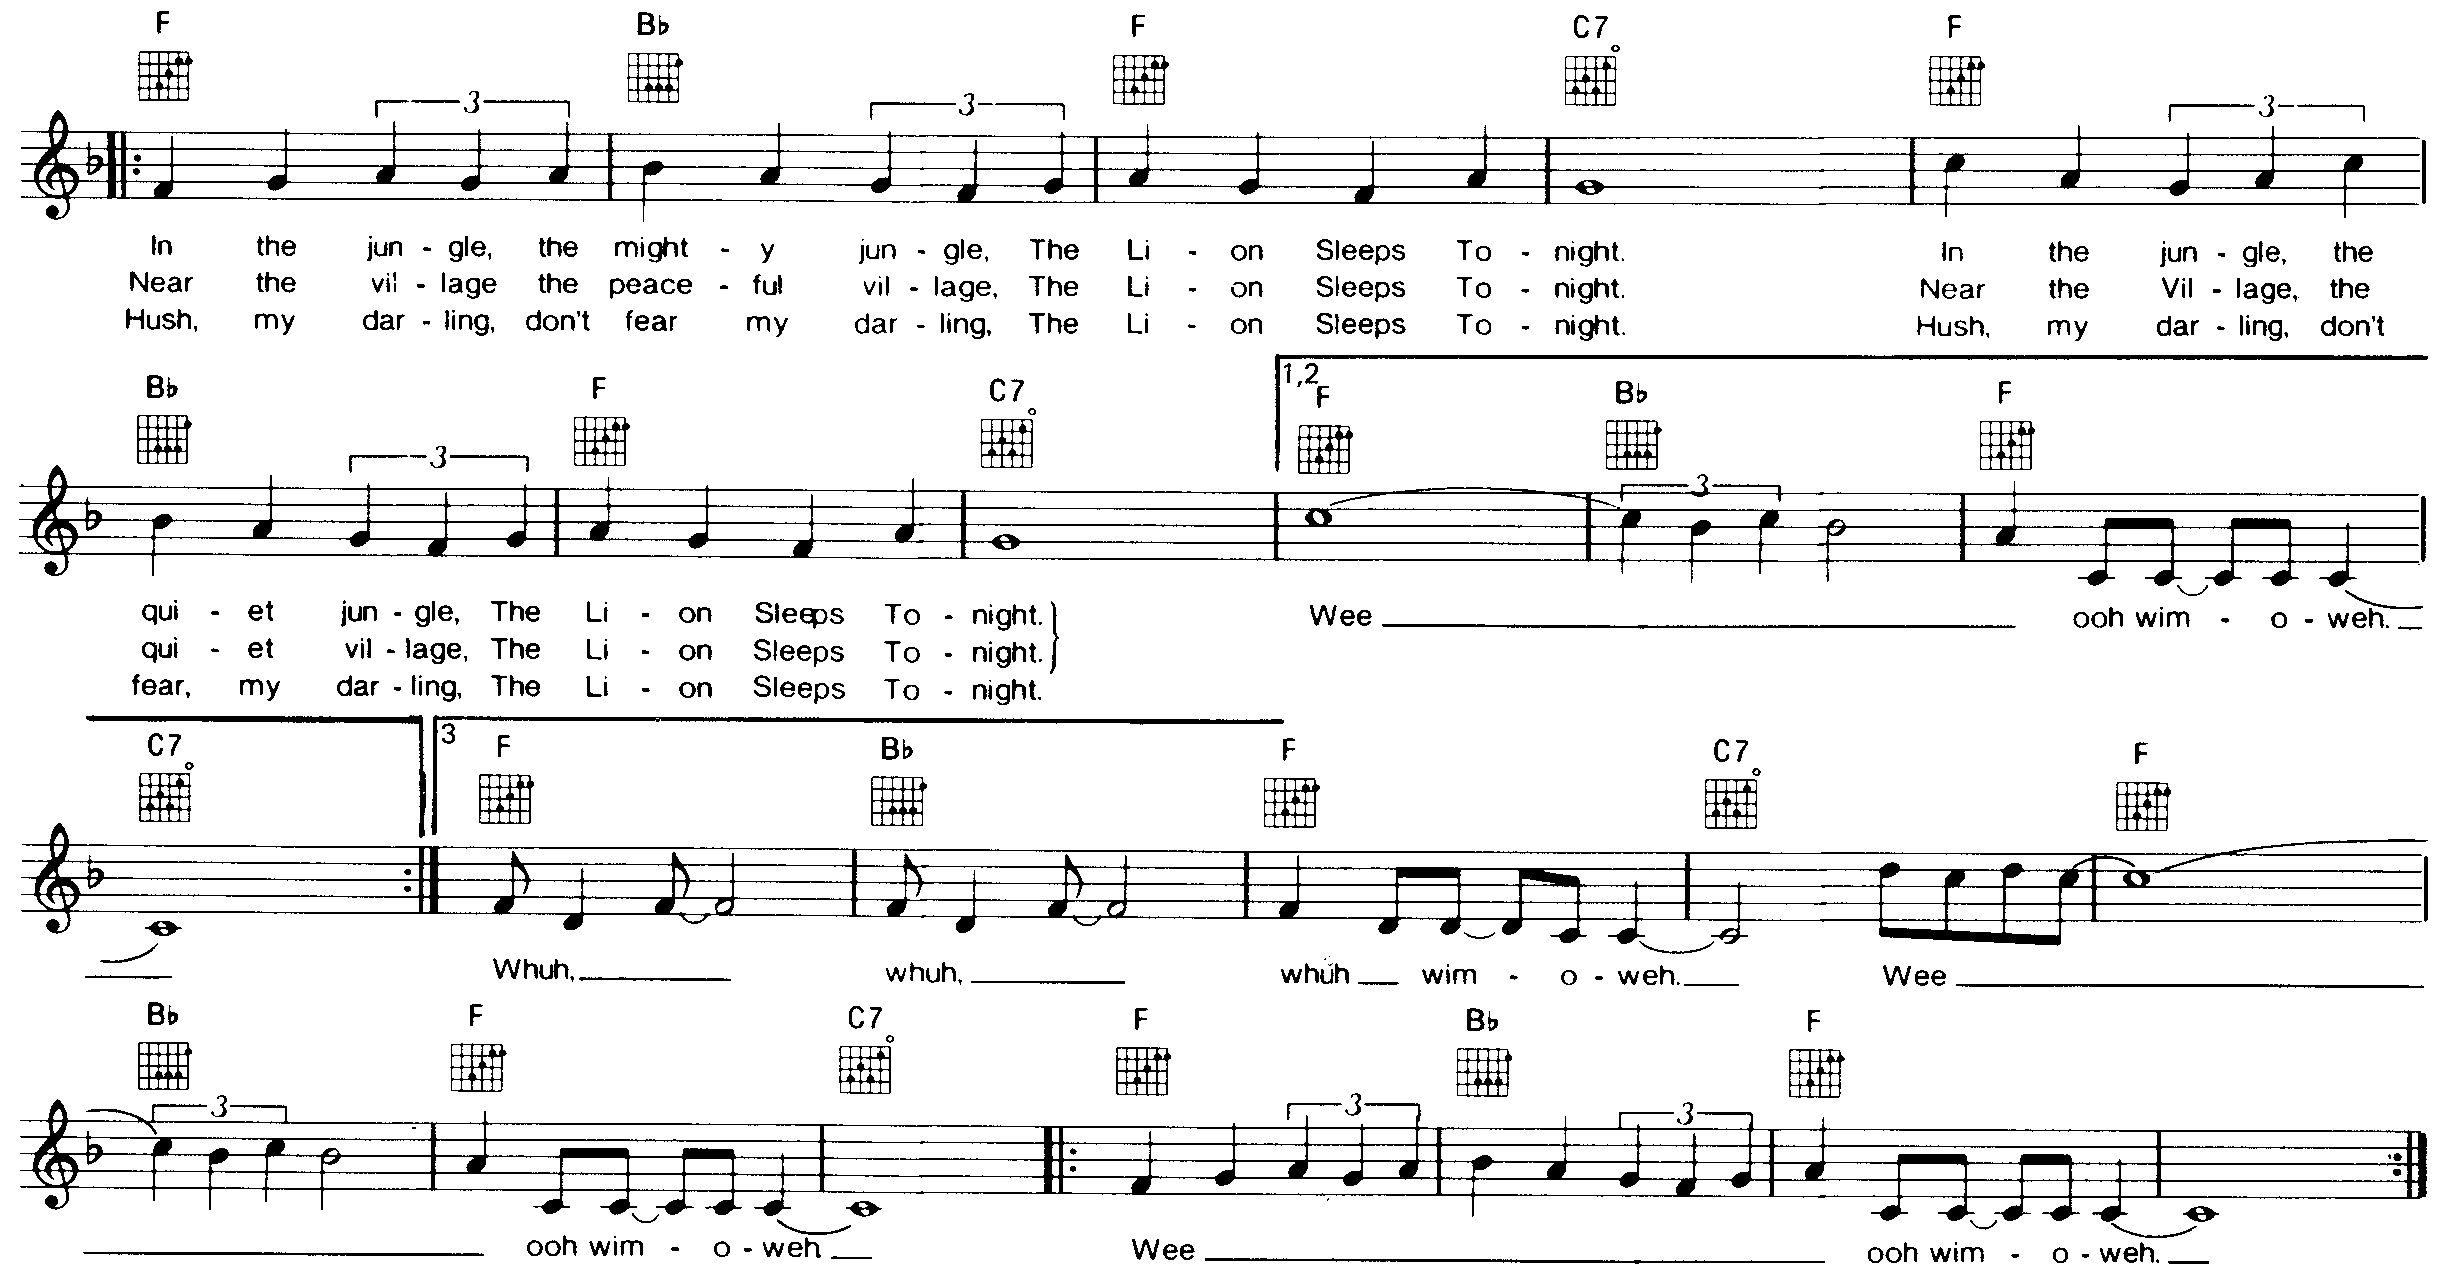 F B♭ F C7 F
3 3 3
In the jun - gle, the might - y jun - gle, The Li - on Sleeps To - night. In the jun - gle, the
Near the vil - lage the peace - ful vil - lage, The Li - on Sleeps To - night. Near the Vil - lage, the
Hush, my dar - ling, don't fear my dar - ling, The Li - on Sleeps To - night. Hush, my dar - ling, don't
1,2
B♭ F C7 F B♭ F
3 3
qui - et jun - gle, The Li - on Sleeps To - night. Wee ooh wim - o - weh.
qui - et vil - lage, The Li - on Sleeps To - night.
fear, my dar - ling, The Li - on Sleeps To - night.
C7 3 F B♭ F C7 F
Whuh, whuh, whuh wim - o - weh. Wee
B♭ F C7 F B♭ F
3 3 3
ooh wim - o - weh Wee ooh wim - o - weh.